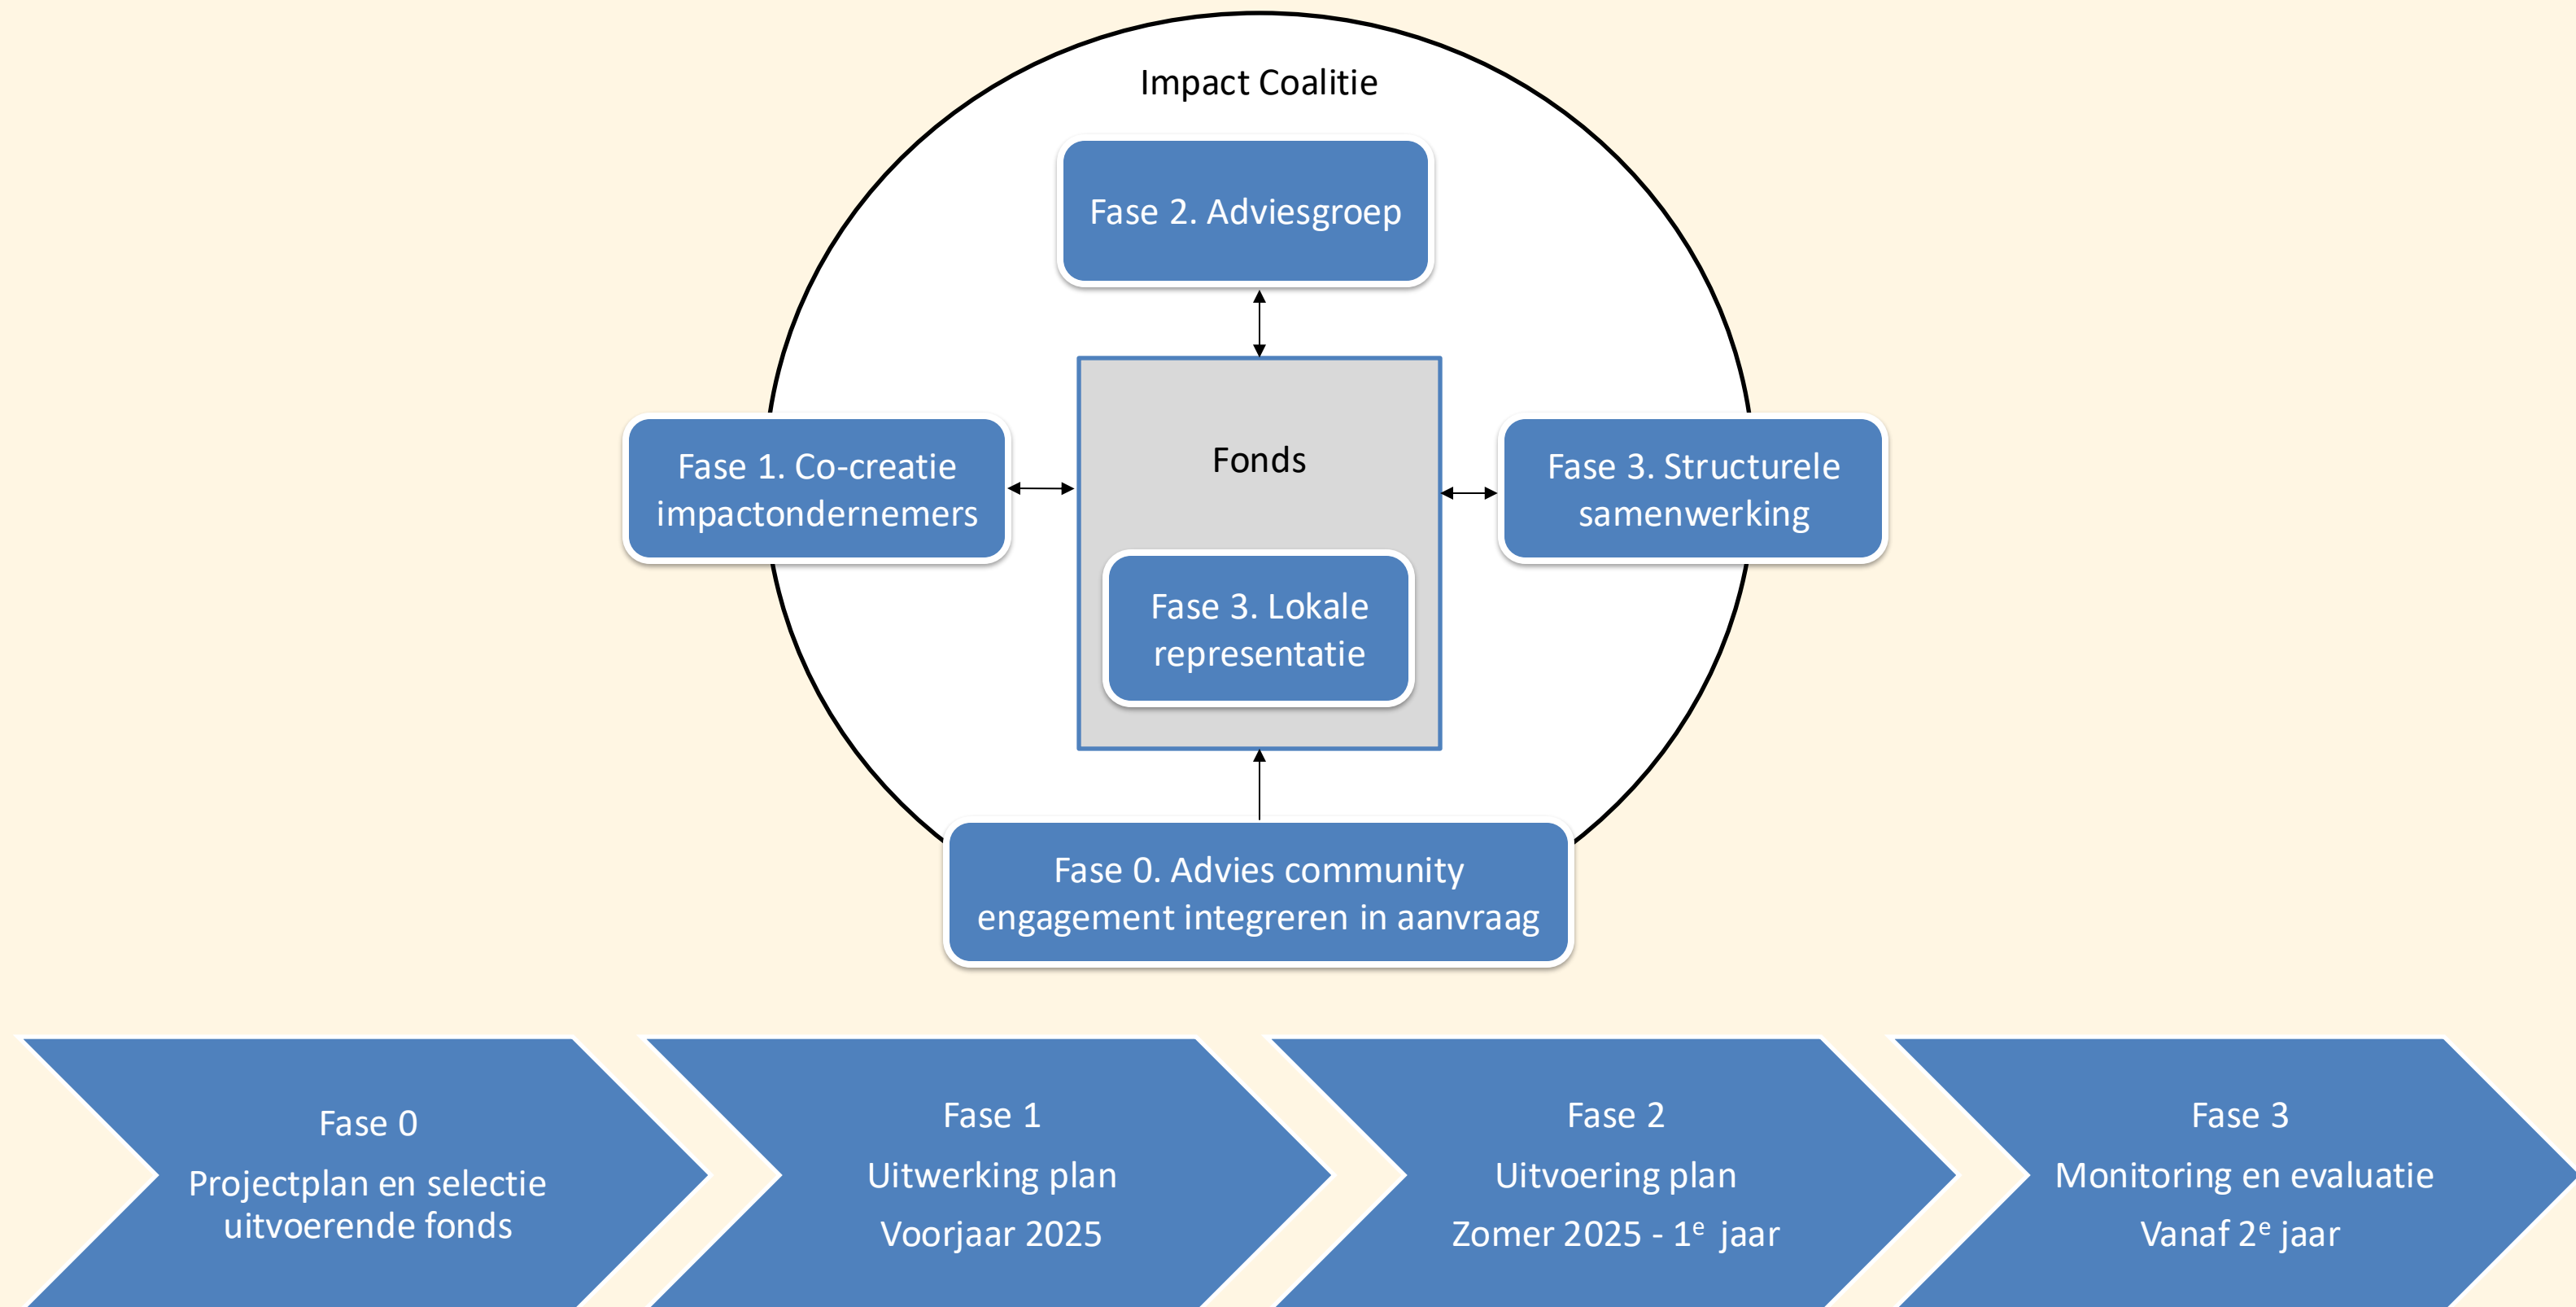 Impact Coalitie
Fase 2. Adviesgroep
Fonds
Fase 1. Co-creatie
impactondernemers
Fase 3. Structurele
samenwerking
Fase 3. Lokale
representatie
Fase 0. Advies community
engagement integreren in aanvraag
Fase 0
Projectplan en selectie
uitvoerende fonds
Fase 1
Uitwerking plan
Voorjaar 2025
Fase 2
Uitvoering plan
Zomer 2025 - 1e jaar
Fase 3
Monitoring en evaluatie
Vanaf 2e jaar